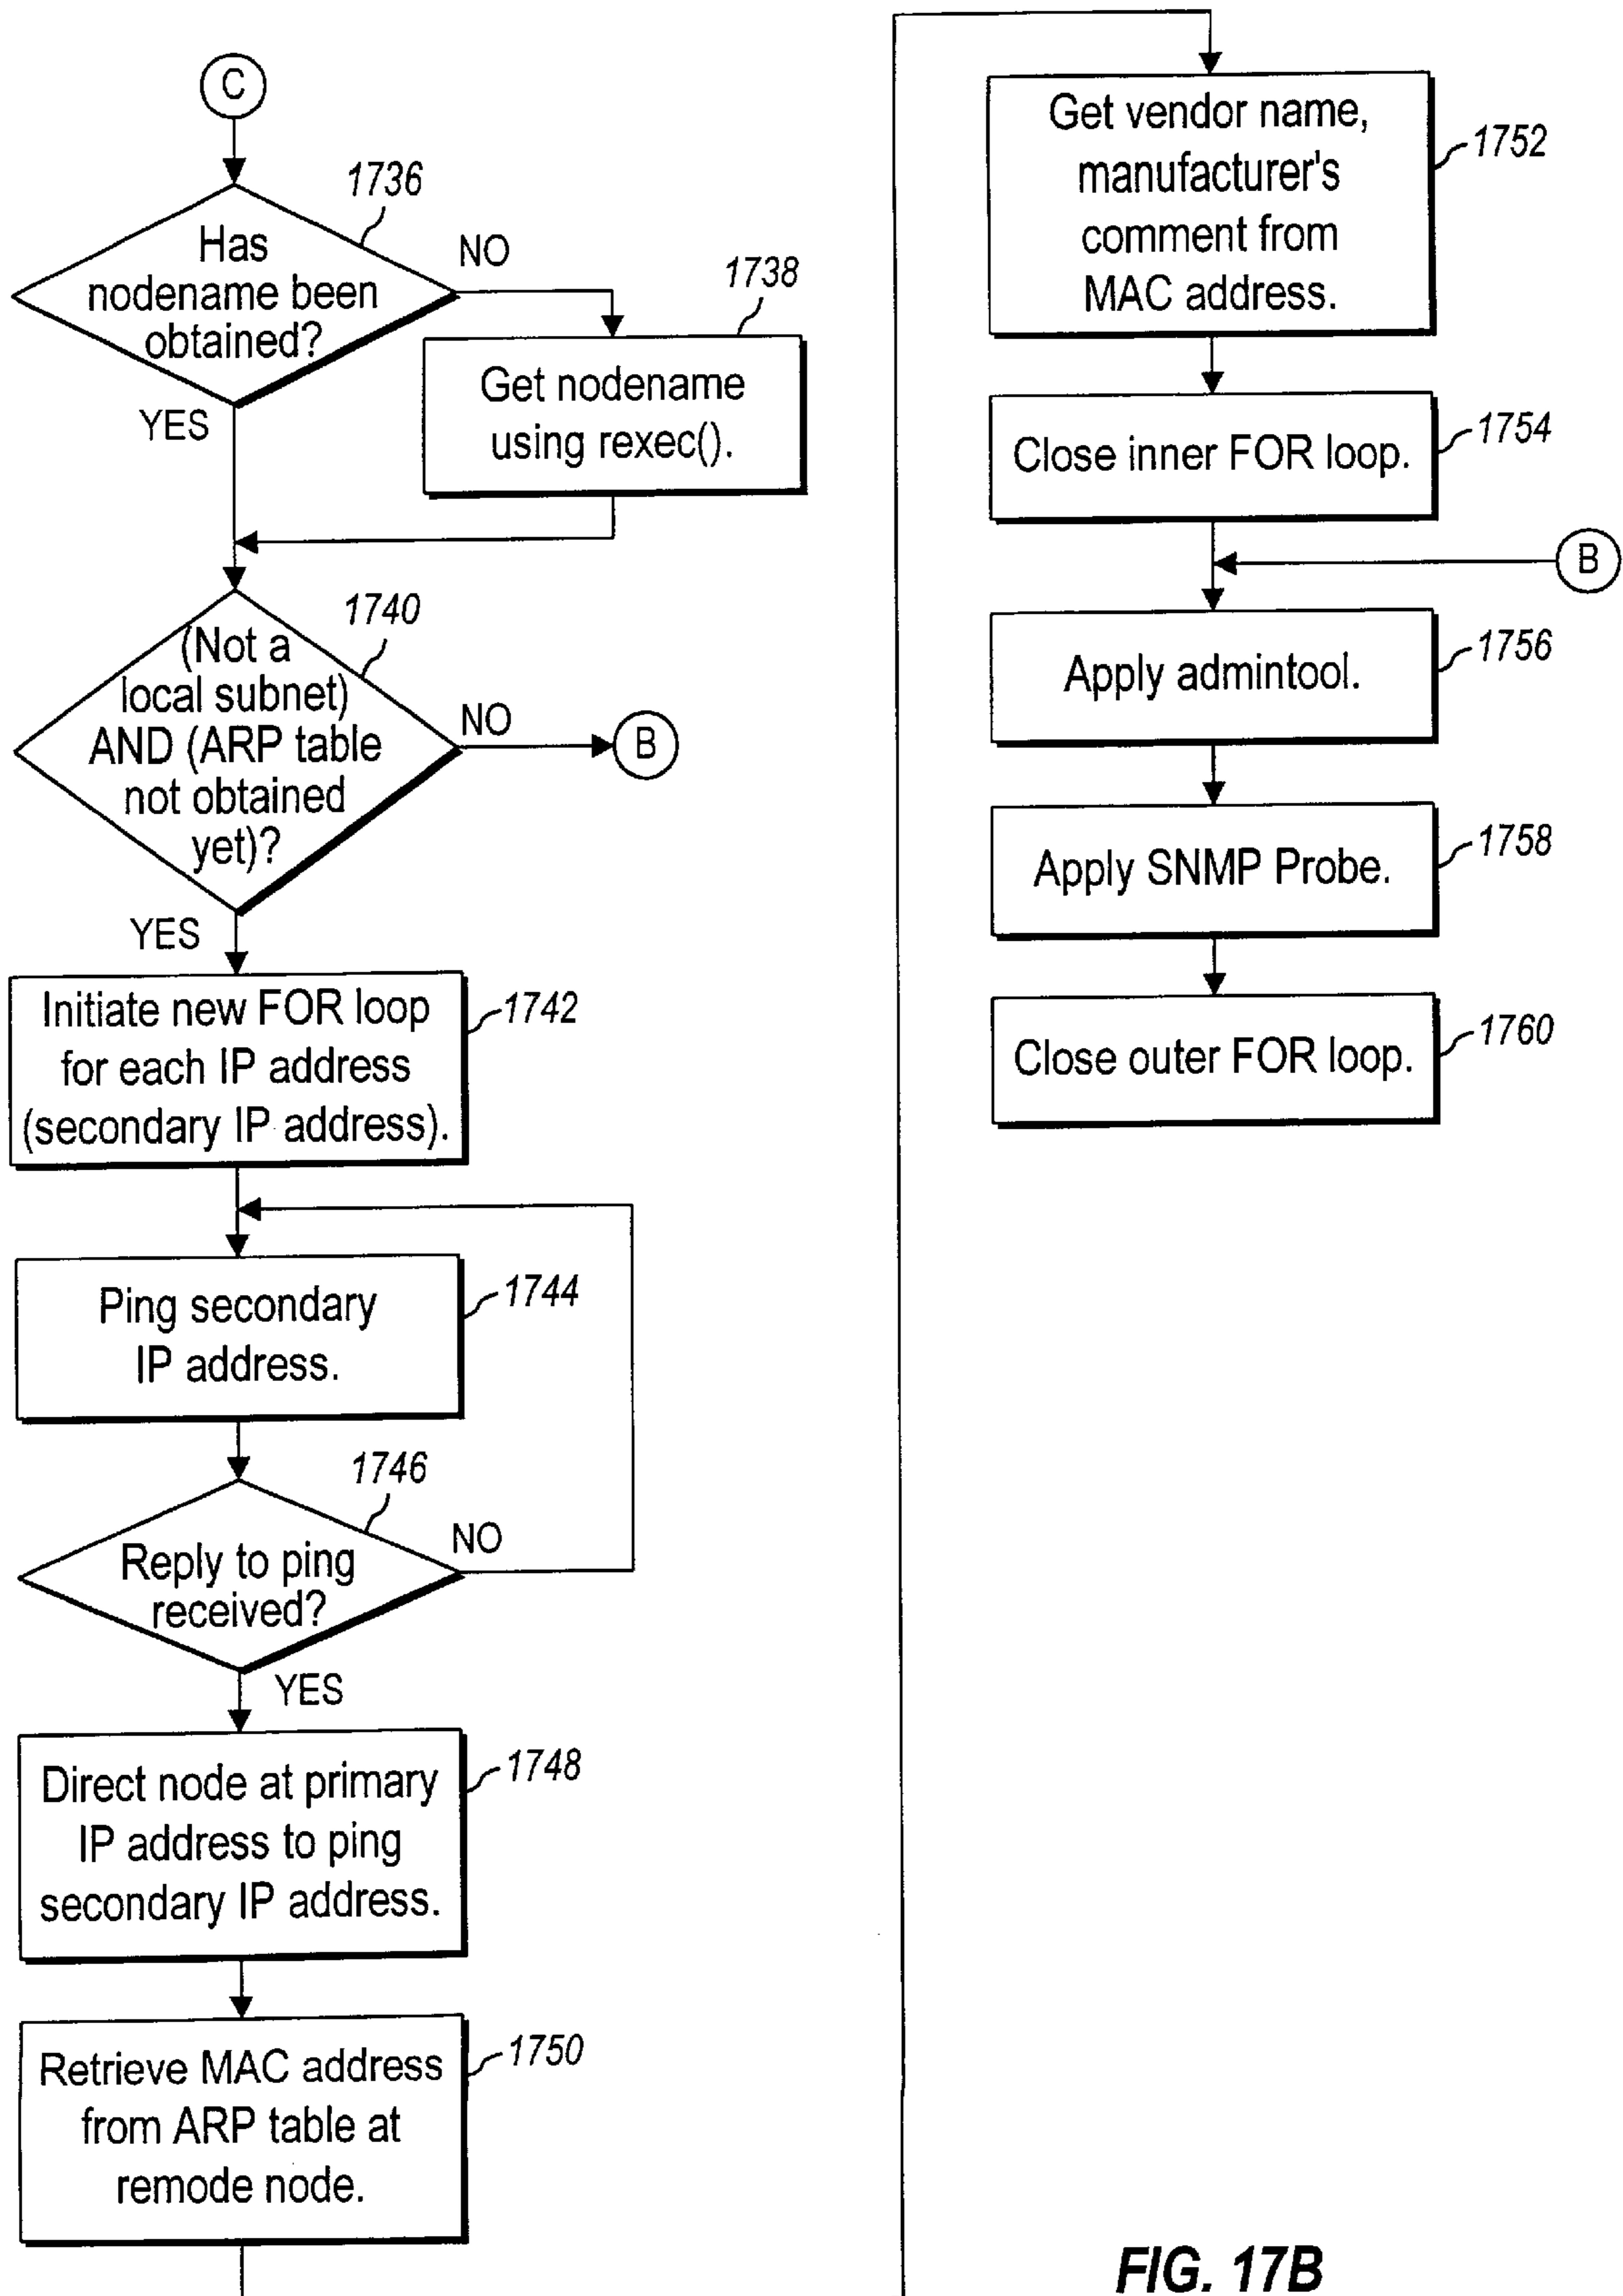 C
1736
Has
nodename been
obtained?
NO
YES
1738
Get nodename
using rexec().
1740
(Not a
local subnet)
AND (ARP table
not obtained
yet)?
NO
B
YES
1742
Initiate new FOR loop
for each IP address
(secondary IP address).
1744
Ping secondary
IP address.
1746
Reply to ping
received?
NO
YES
1748
Direct node at primary
IP address to ping
secondary IP address.
1750
Retrieve MAC address
from ARP table at
remode node.
1752
Get vendor name,
manufacturer's
comment from
MAC address.
1754
Close inner FOR loop.
B
1756
Apply admintool.
1758
Apply SNMP Probe.
1760
Close outer FOR loop.
FIG. 17B